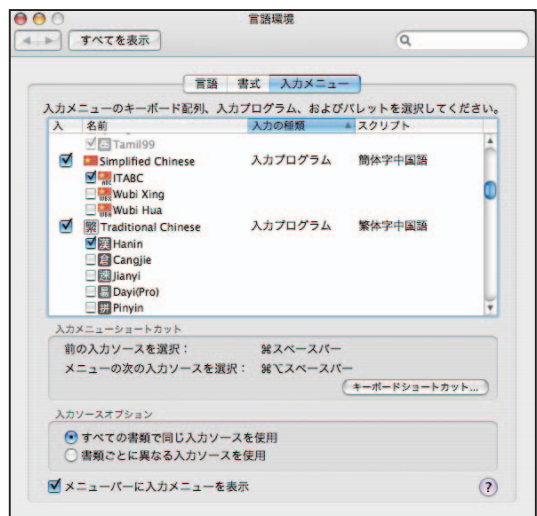 言語環境
すべてを表示
言語 書式 入力メニュー
入力メニューのキーボード配列、入力プログラム、およびパレットを選択してください。
入 名前 入力の種類 スクリプト
Tamil99
Simplified Chinese 入力プログラム 簡体字中国語
ITABC
Wubi Xing
Wubi Hua
繁 Traditional Chinese 入力プログラム 繁体字中国語
漢 Hanin
倉 Cangjie
速 Jianyi
易 Dayi(Pro)
拼 Pinyin
入力メニューショートカット
前の入力ソースを選択: ⌘スペースバー
メニューの次の入力ソースを選択: ⌘⌥スペースバー
キーボードショートカット...
入力ソースオプション
すべての書類で同じ入力ソースを使用
書類ごとに異なる入力ソースを使用
メニューバーに入力メニューを表示
?